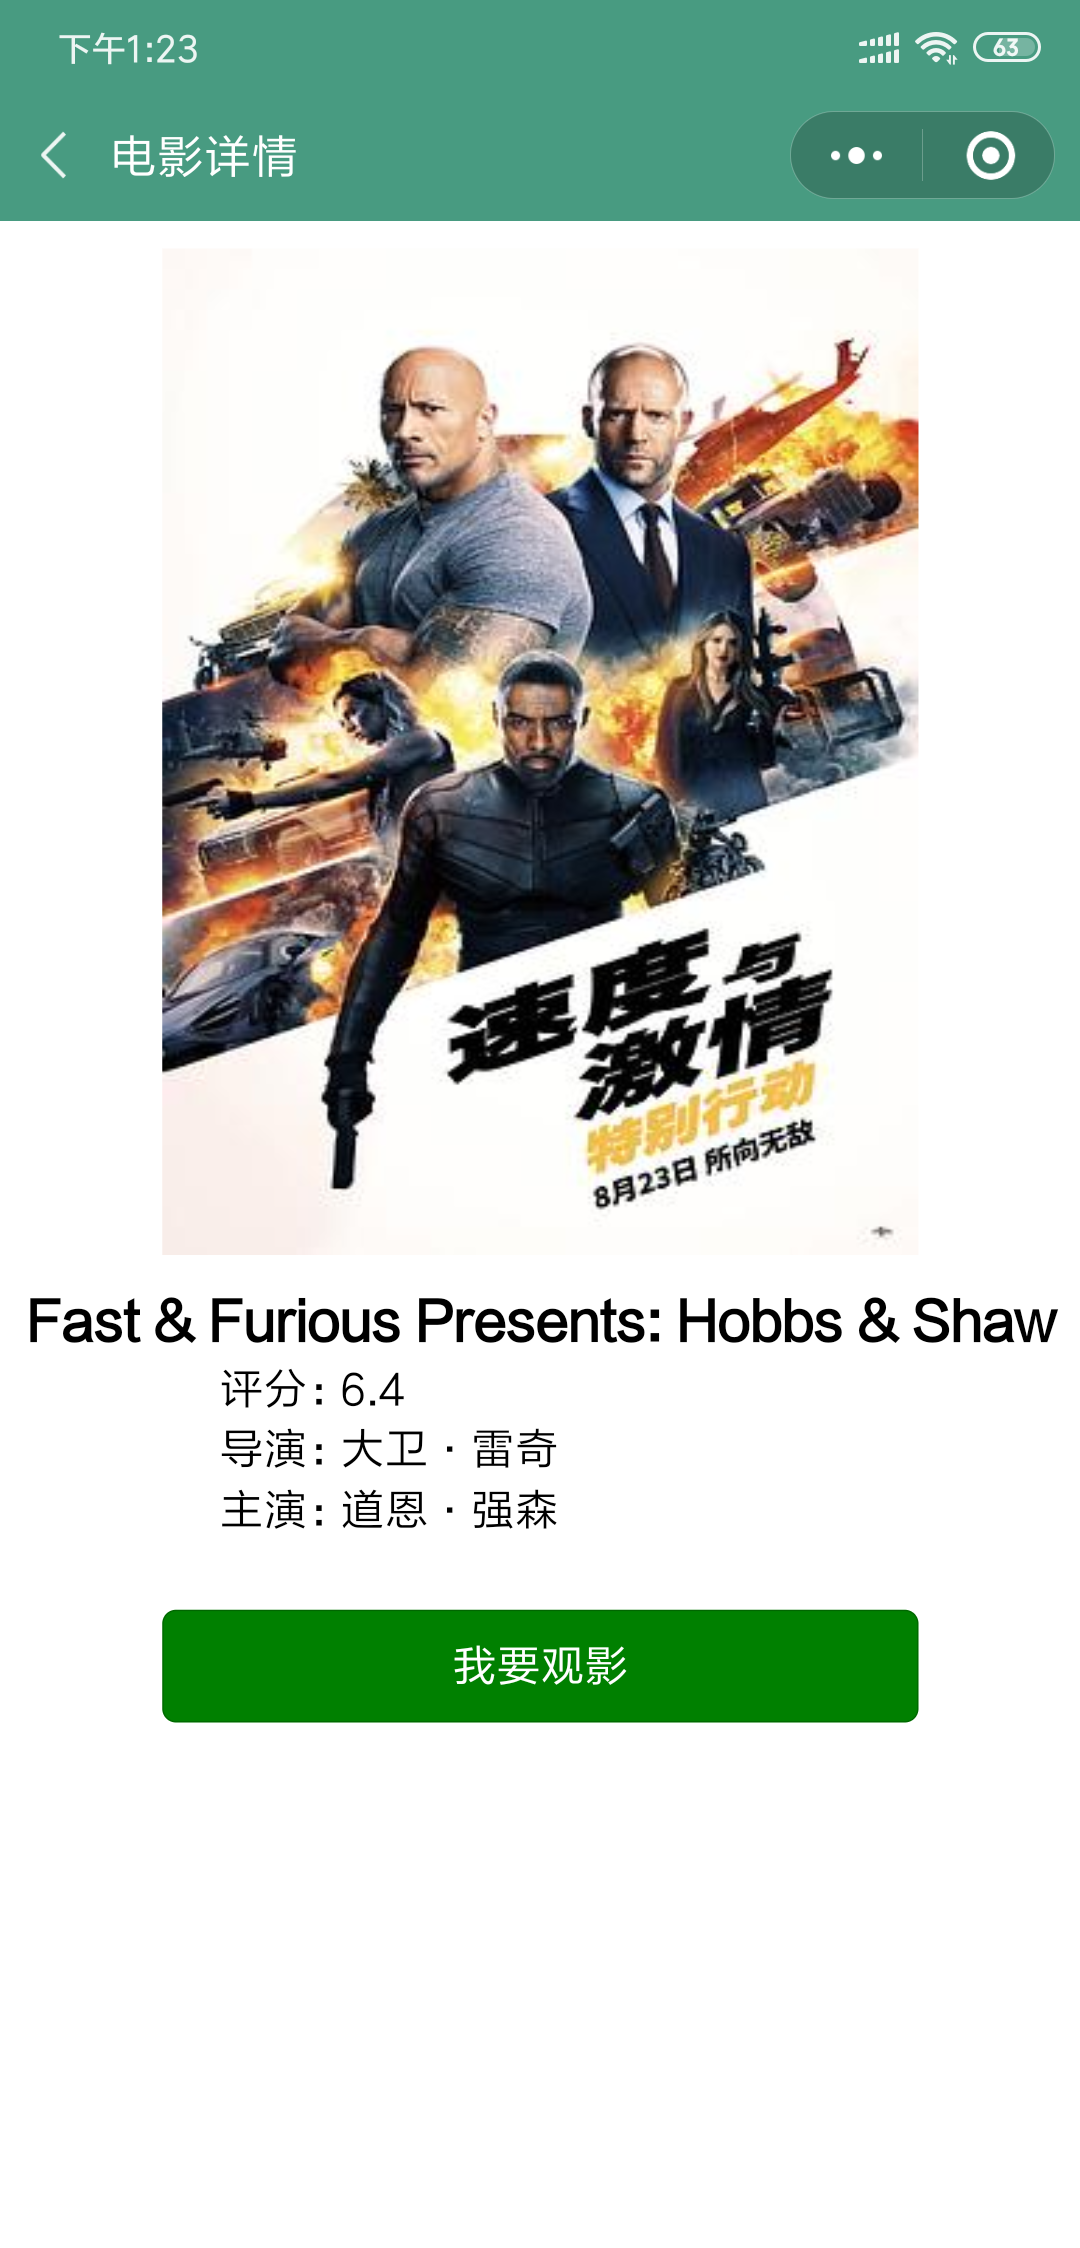 下午1:23
63
电影详情
速度与
激情
特别行动
8月23日 所向无敌
Fast & Furious Presents: Hobbs & Shaw
评分: 6.4
导演: 大卫 · 雷奇
主演: 道恩 · 强森
我要观影